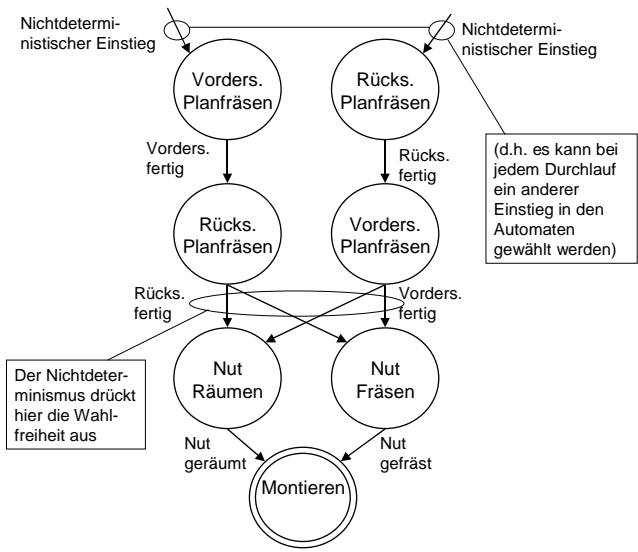 Nichtdetermi-
nistischer Einstieg
Nichtdetermi-
nistischer Einstieg
Vorders.
Planfräsen
Rücks.
Planfräsen
Vorders.
fertig
Rücks.
fertig
(d.h. es kann bei
jedem Durchlauf
ein anderer
Einstieg in den
Automaten
gewählt werden)
Rücks.
Planfräsen
Vorders.
Planfräsen
Rücks.
fertig
Vorders.
fertig
Der Nichtdeter-
minismus drückt
hier die Wahl-
freiheit aus
Nut
Räumen
Nut
Fräsen
Nut
geräumt
Nut
gefräst
Montieren